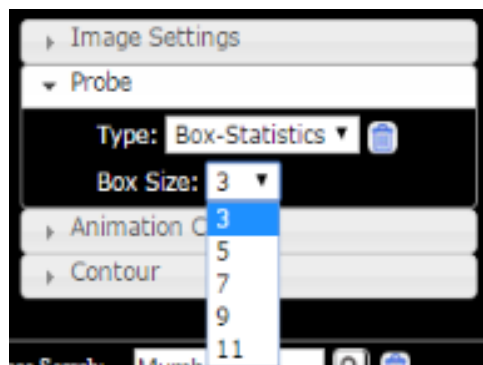 Image Settings
Probe
Type: Box-Statistics
Box Size: 3
3
Animation C
5
Contour
7
9
11